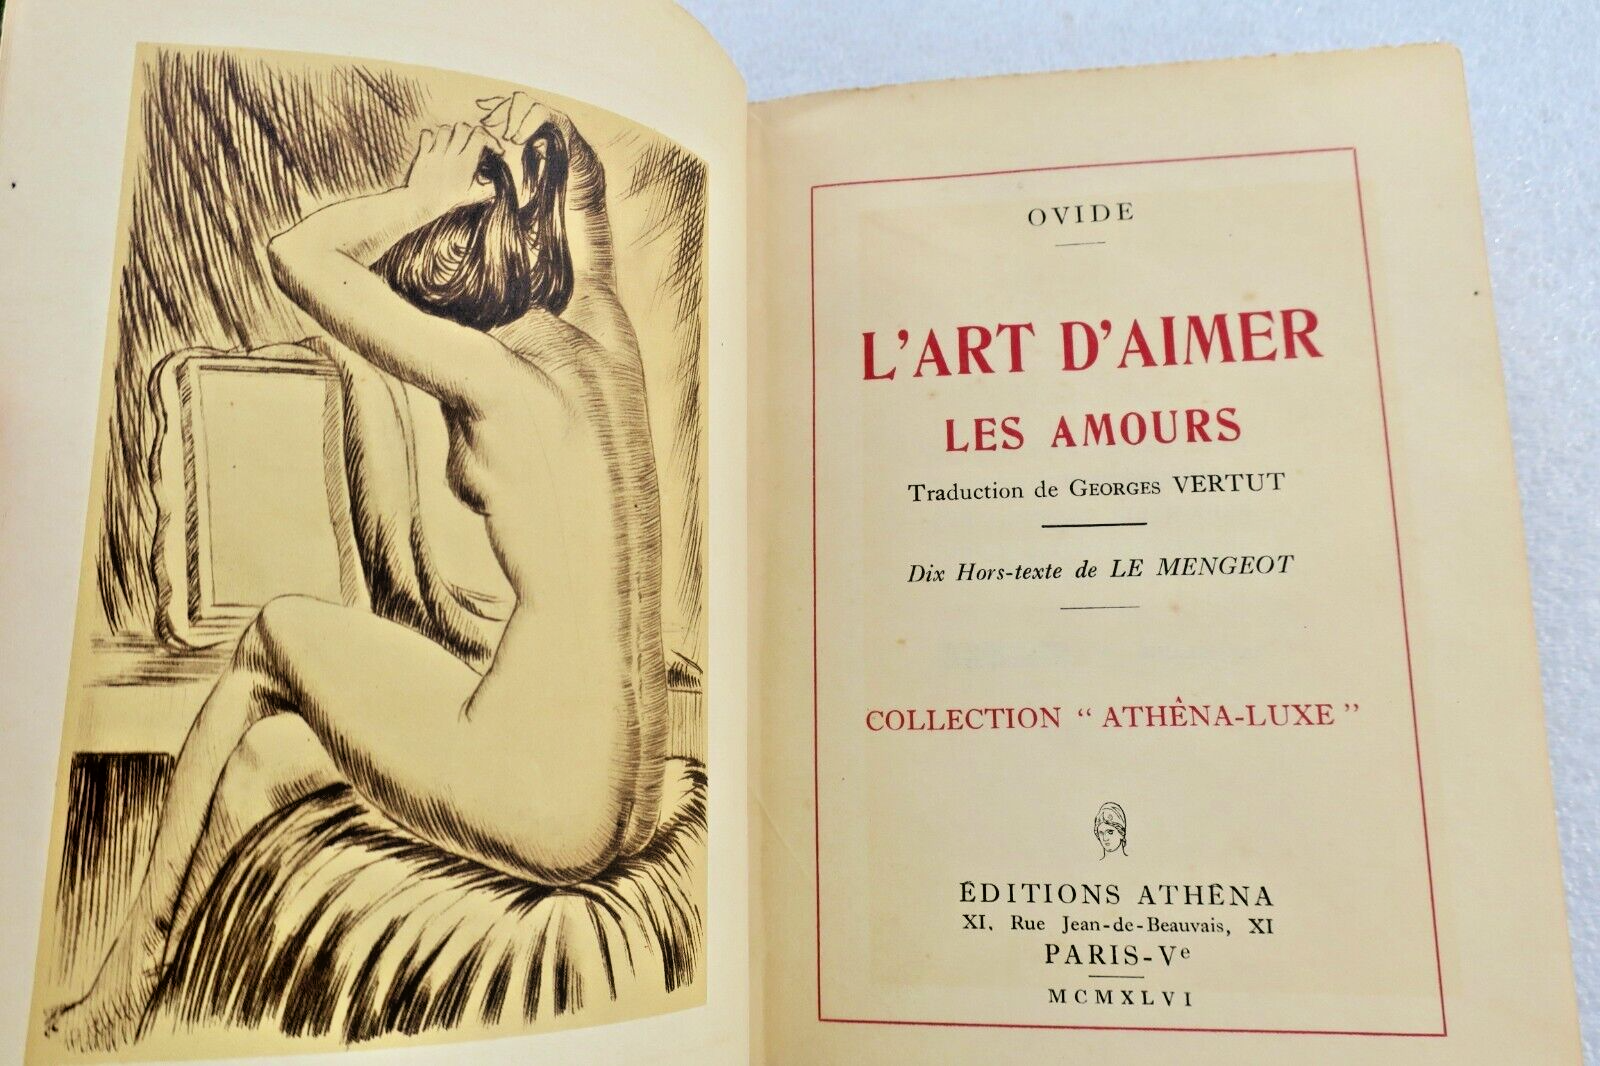 OVIDE
L'ART D'AIMER
LES AMOURS
Traduction de GEORGES VERTUT
Dix Hors-texte de LE MENGEOT
COLLECTION “ ATHÊNA-LUXE ”
ÉDITIONS ATHÊNA
XI, Rue Jean-de-Beauvais, XI
PARIS-Ve
MCMXLVI